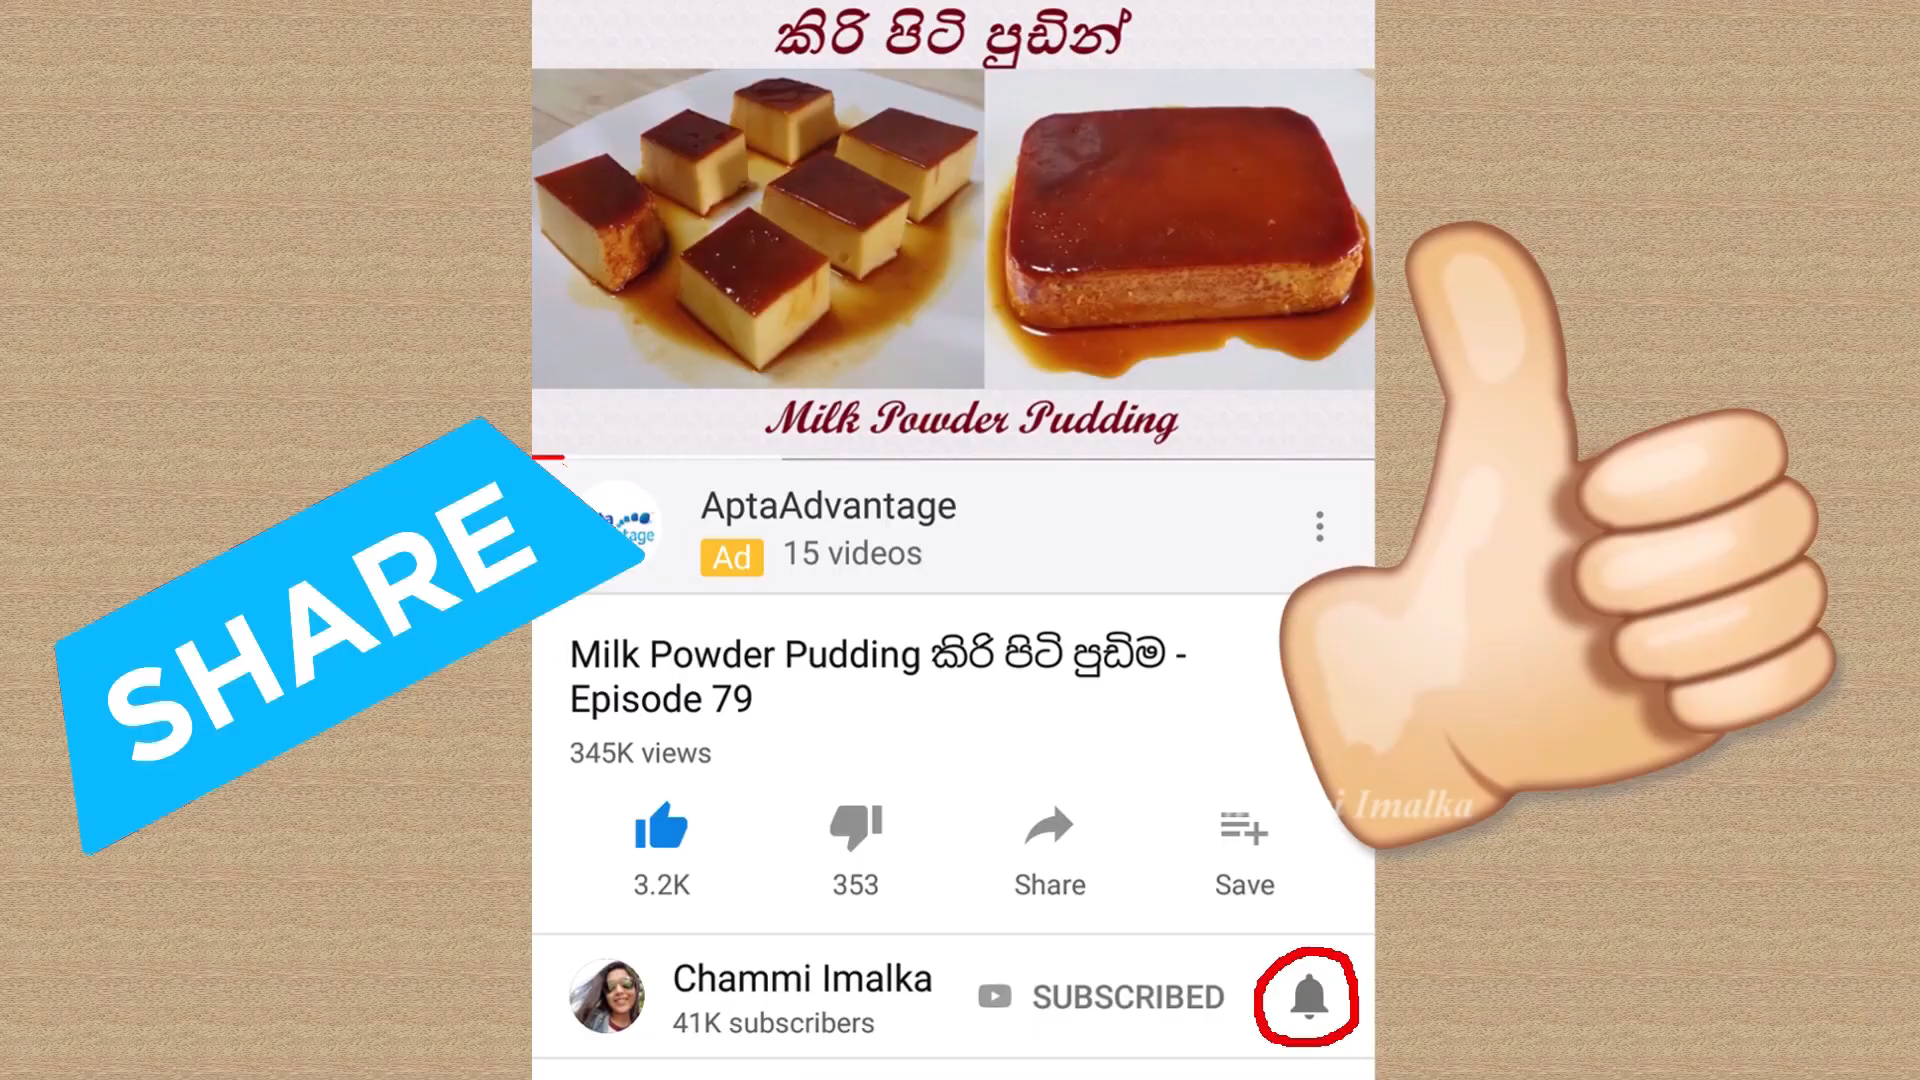 කිරි පිටි පුඩින්
Milk Powder Pudding
AptaAdvantage
Ad 15 videos
SHARE
Milk Powder Pudding කිරි පිටි පුඩිම -
Episode 79
345K views
3.2K 353 Share Save
i Imalka
Chammi Imalka
SUBSCRIBED
41K subscribers